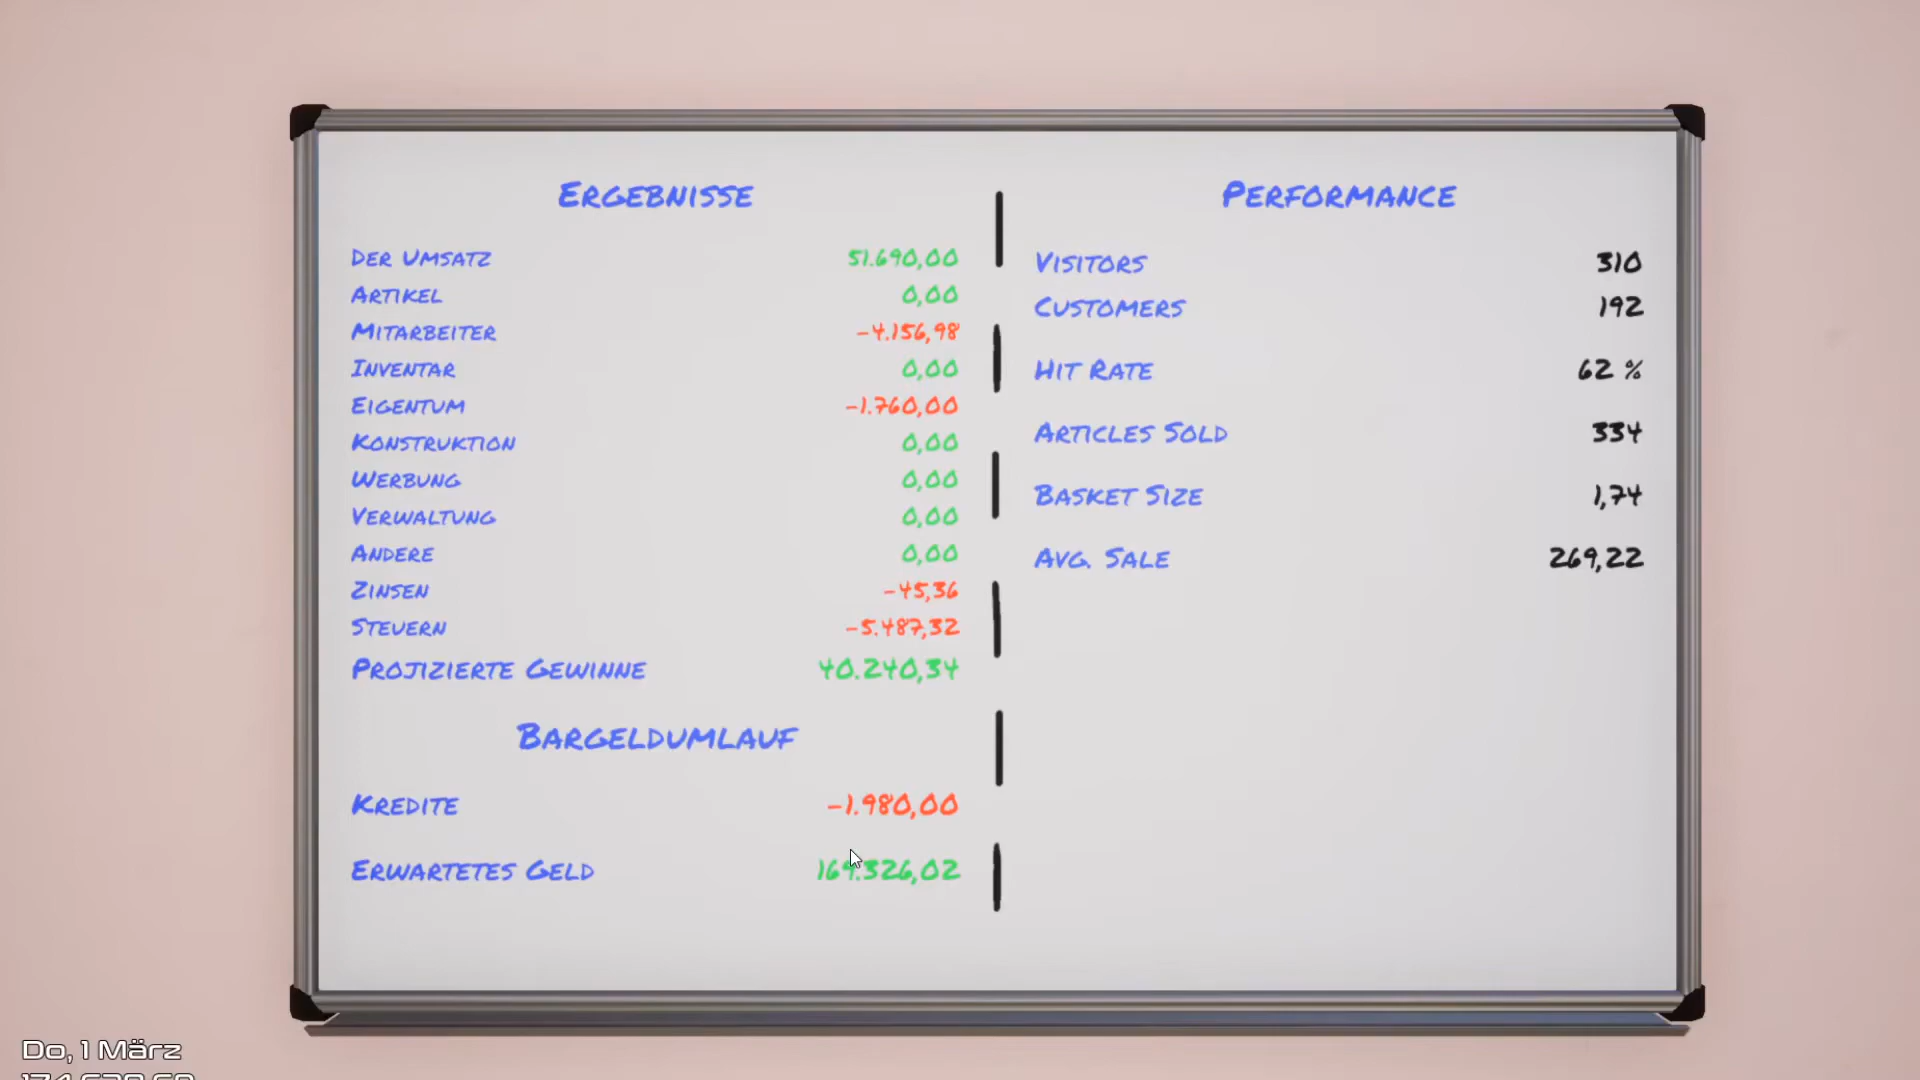 Ergebnisse
Der Umsatz 51.690,00
Artikel 0,00
Mitarbeiter -4.156,98
Inventar 0,00
Eigentum -1.760,00
Konstruktion 0,00
Werbung 0,00
Verwaltung 0,00
Andere 0,00
Zinsen -45,36
Steuern -5.487,32
Projizierte Gewinne 40.240,34
Bargeldumlauf
Kredite -1.980,00
Erwartetes Geld 169.326,02
Performance
Visitors 310
Customers 192
Hit Rate 62 %
Articles Sold 334
Basket Size 1,74
Avg. Sale 269,22
Do, 1 März